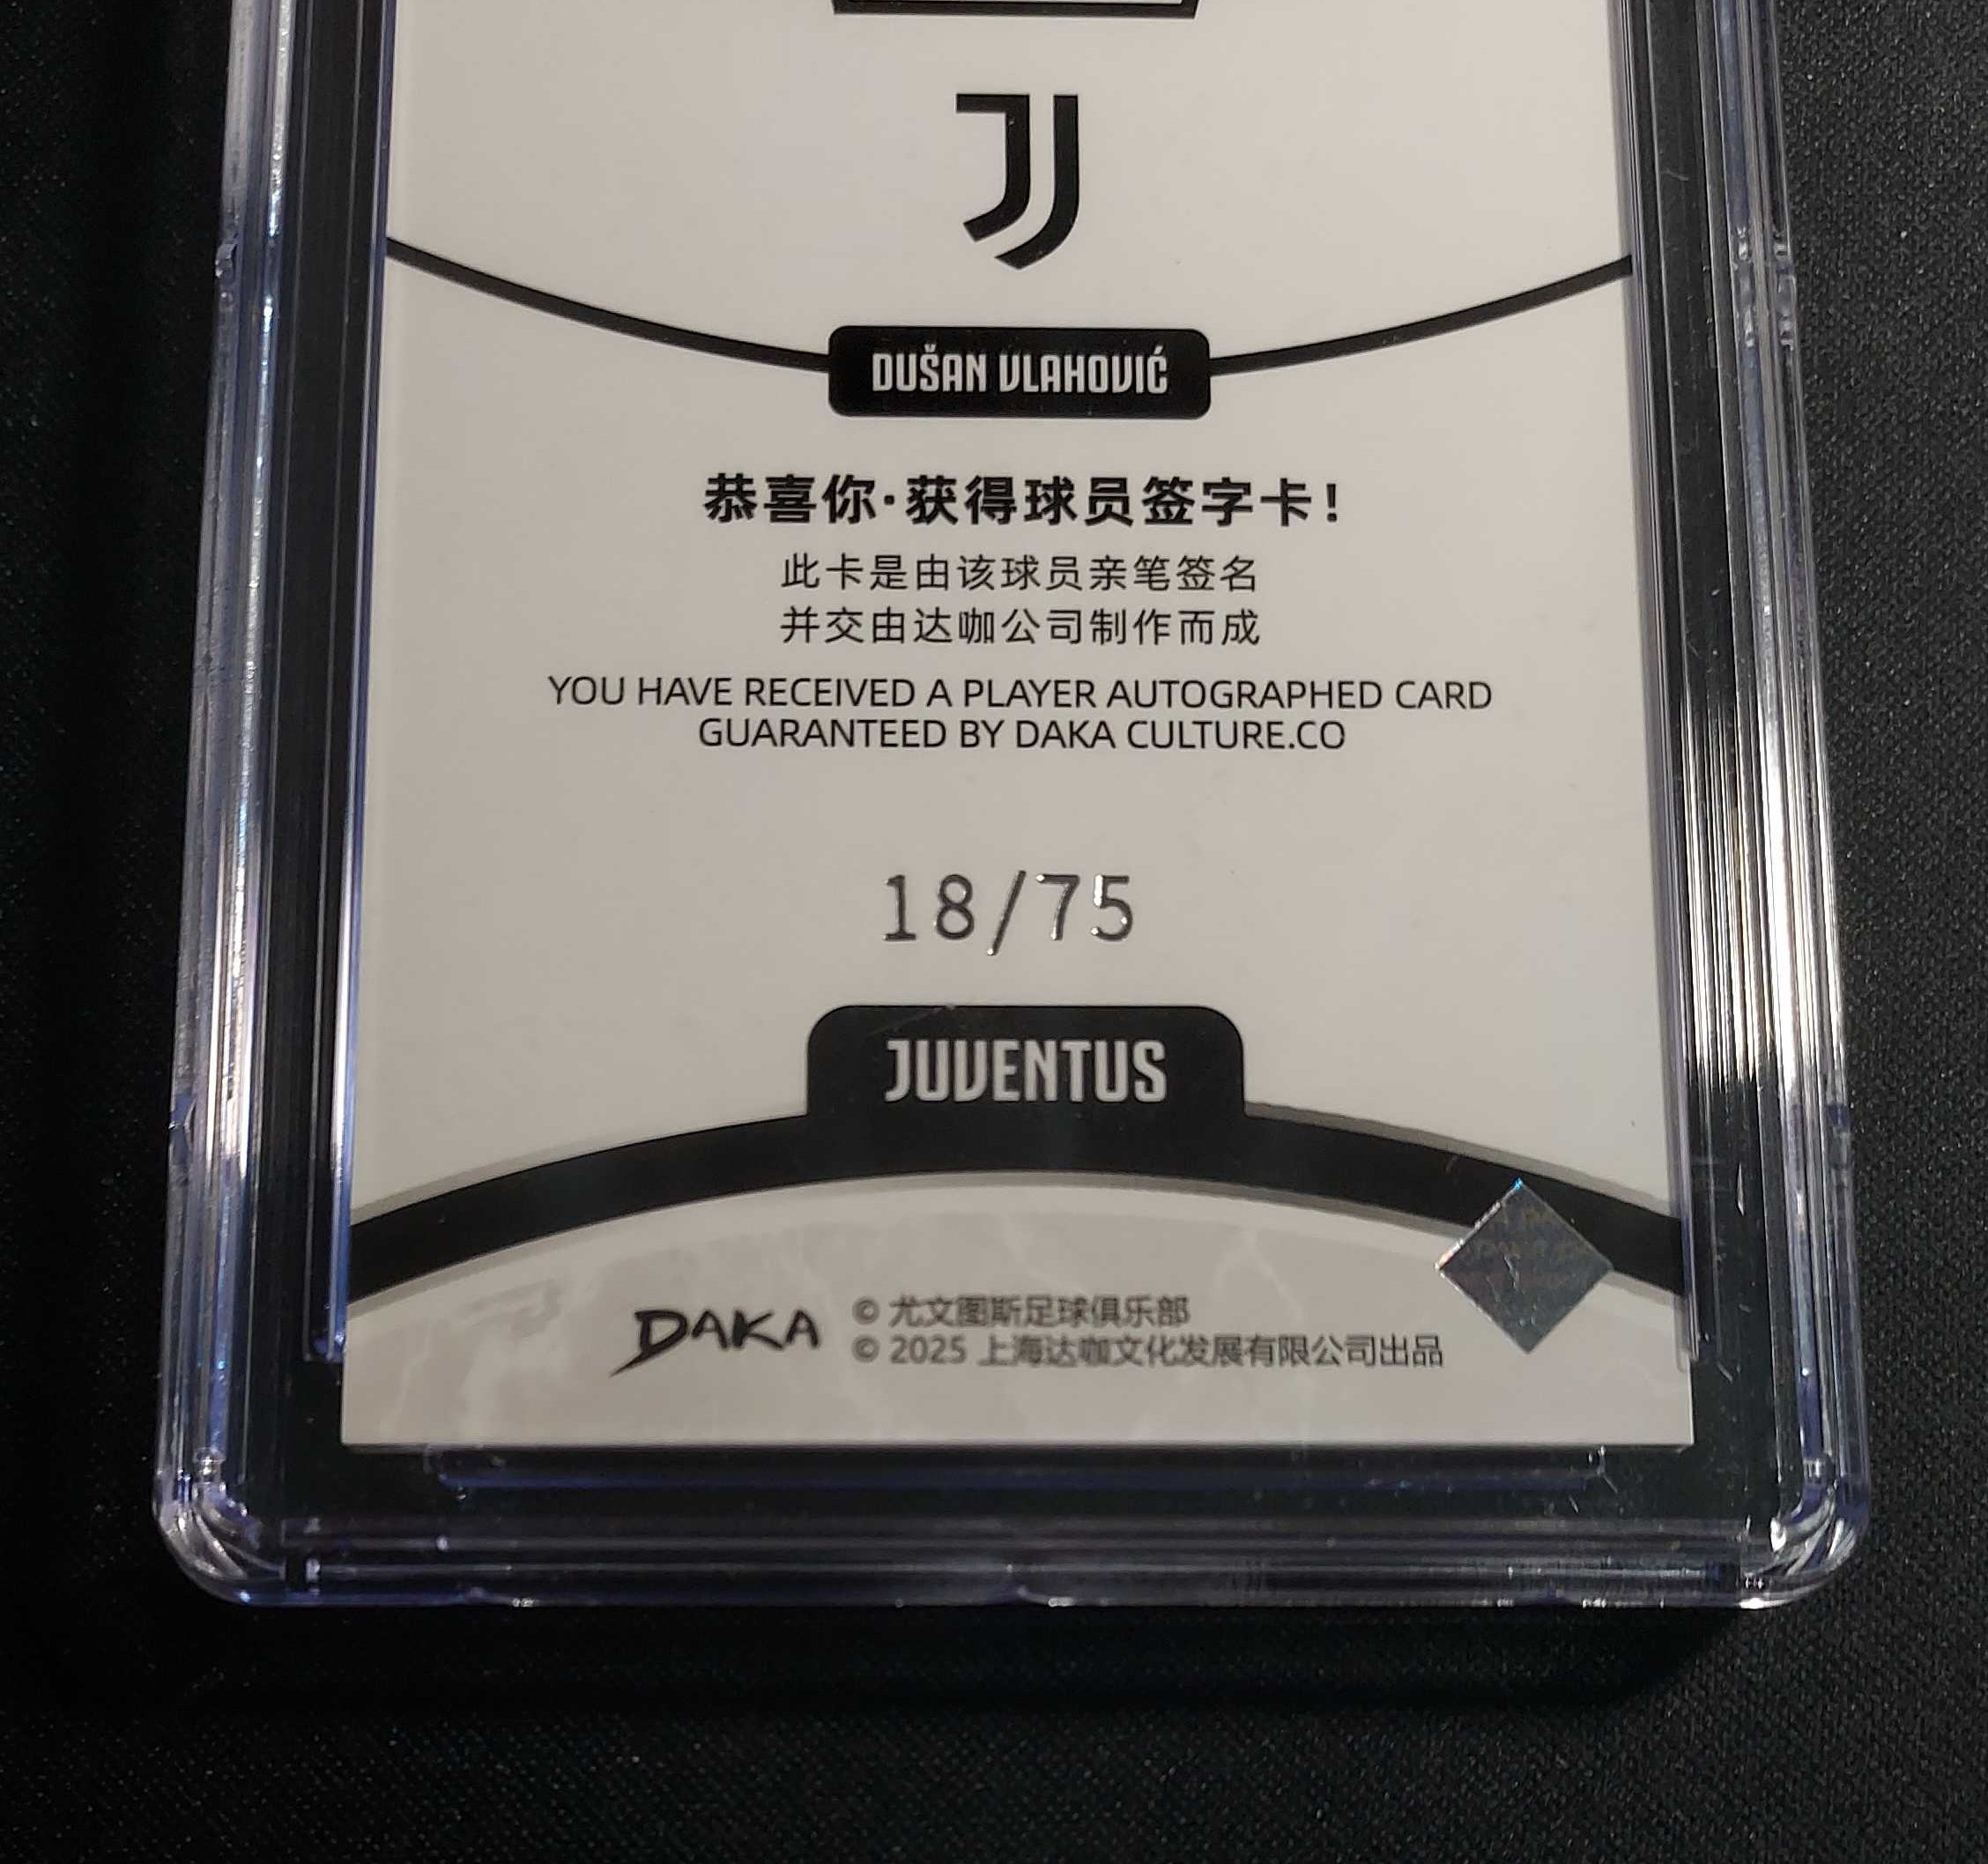 DUŠAN VLAHOVIĆ
恭喜你·获得球员签字卡!
此卡是由该球员亲笔签名
并交由达咖公司制作而成
YOU HAVE RECEIVED A PLAYER AUTOGRAPHED CARD
GUARANTEED BY DAKA CULTURE.CO
18/75
JUVENTUS
DAKA
© 尤文图斯足球俱乐部
© 2025 上海达咖文化发展有限公司出品